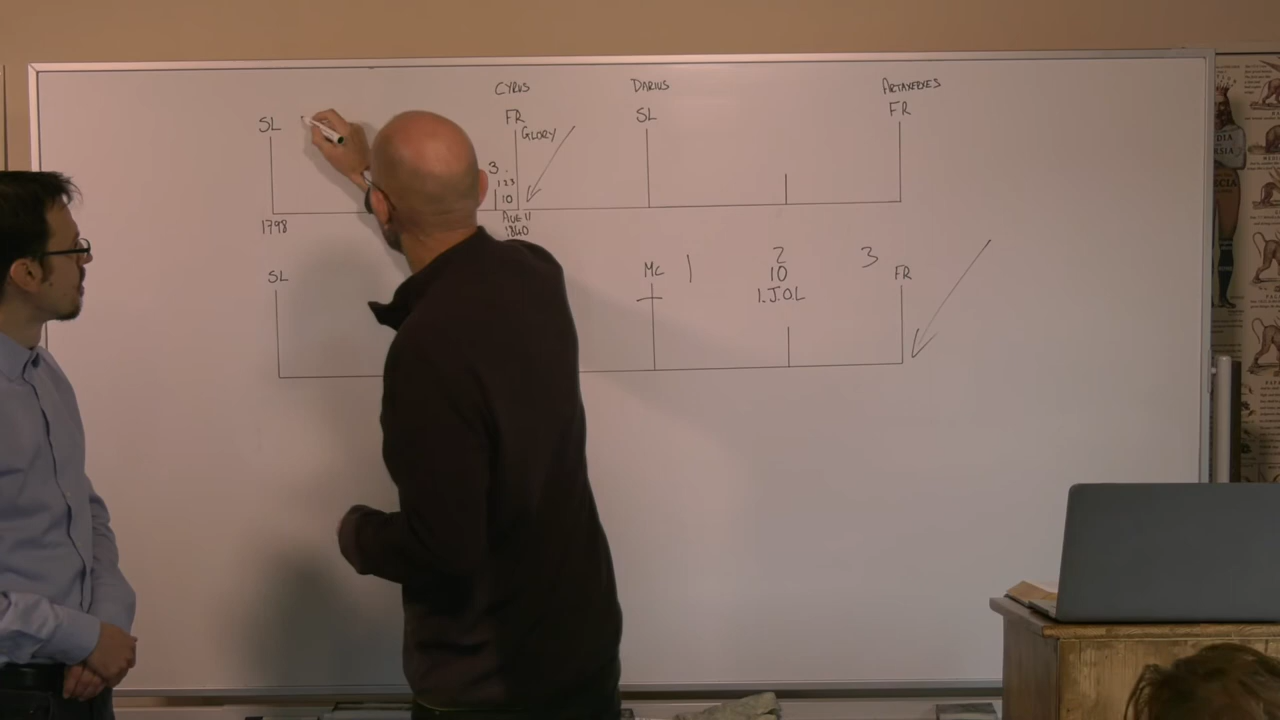 CYRUS
DARIUS
ARTAXERXES
SL
FR
SL
FR
GLORY
3
123
10
1798
AUG 11
1840
SL
MC
1
2
3
FR
10
1.J.O.L